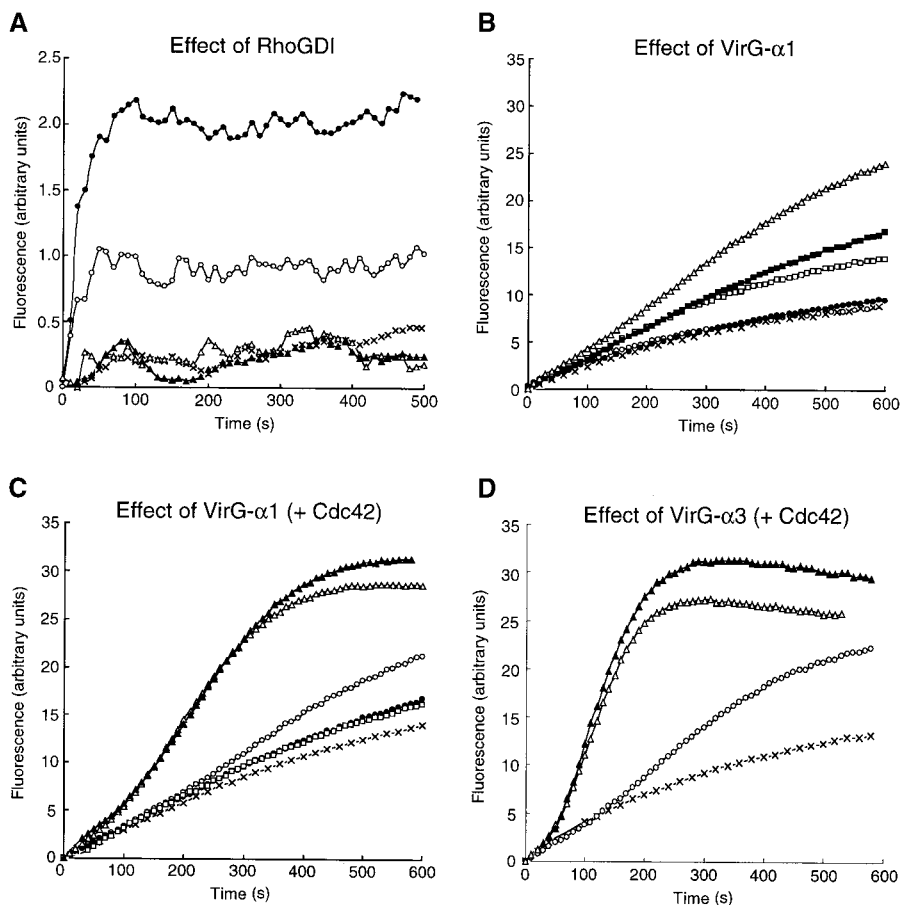 A
Effect of RhoGDI
Fluorescence (arbitrary units)
2.5
2.0
1.5
1.0
0.5
0
0 100 200 300 400 500
Time (s)
B
Effect of VirG-α1
Fluorescence (arbitrary units)
35
30
25
20
15
10
5
0
0 100 200 300 400 500 600
Time (s)
C
Effect of VirG-α1 (+ Cdc42)
Fluorescence (arbitrary units)
35
30
25
20
15
10
5
0
0 100 200 300 400 500 600
Time (s)
D
Effect of VirG-α3 (+ Cdc42)
Fluorescence (arbitrary units)
35
30
25
20
15
10
5
0
0 100 200 300 400 500 600
Time (s)